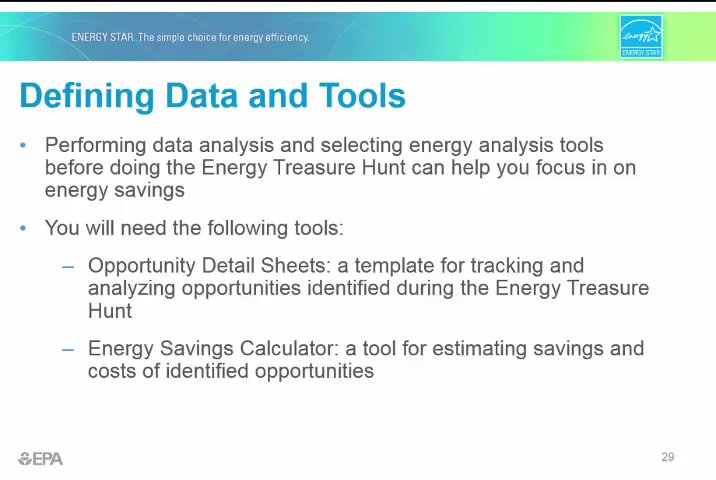 ENERGY STAR. The simple choice for energy efficiency.
energy
ENERGY STAR
Defining Data and Tools
• Performing data analysis and selecting energy analysis tools
before doing the Energy Treasure Hunt can help you focus in on
energy savings
• You will need the following tools:
– Opportunity Detail Sheets: a template for tracking and
analyzing opportunities identified during the Energy Treasure
Hunt
– Energy Savings Calculator: a tool for estimating savings and
costs of identified opportunities
EPA
29